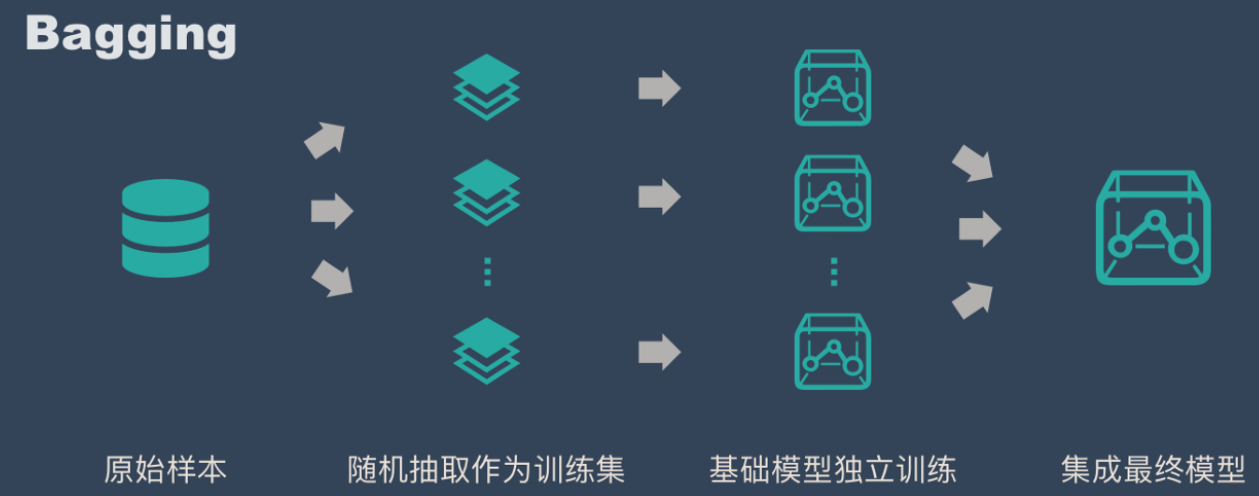 Bagging
原始样本
随机抽取作为训练集
基础模型独立训练
集成最终模型